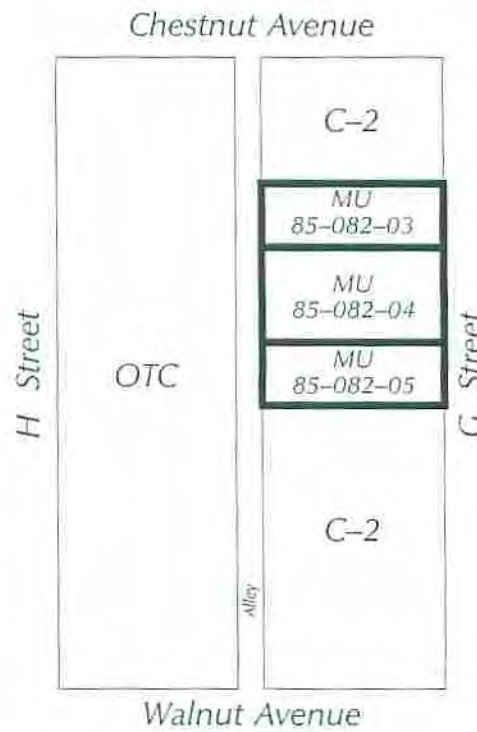 Chestnut Avenue
C-2
MU
85-082-03
MU
85-082-04
MU
85-082-05
H Street
OTC
G Street
C-2
Alley
Walnut Avenue